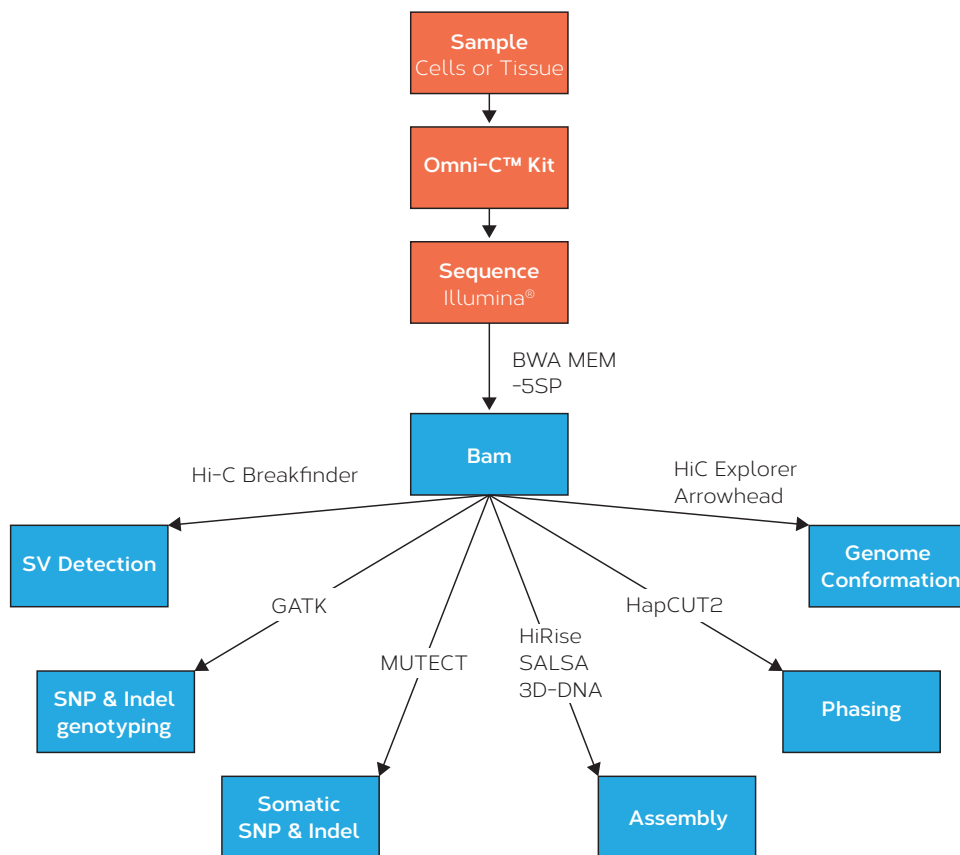 Sample
Cells or Tissue
Omni-C™ Kit
Sequence
Illumina®
BWA MEM
-5SP
Bam
Hi-C Breakfinder
HiC Explorer
Arrowhead
SV Detection
Genome
Conformation
GATK
HapCUT2
MUTECT
HiRise
SALSA
3D-DNA
SNP & Indel
genotyping
Phasing
Somatic
SNP & Indel
Assembly